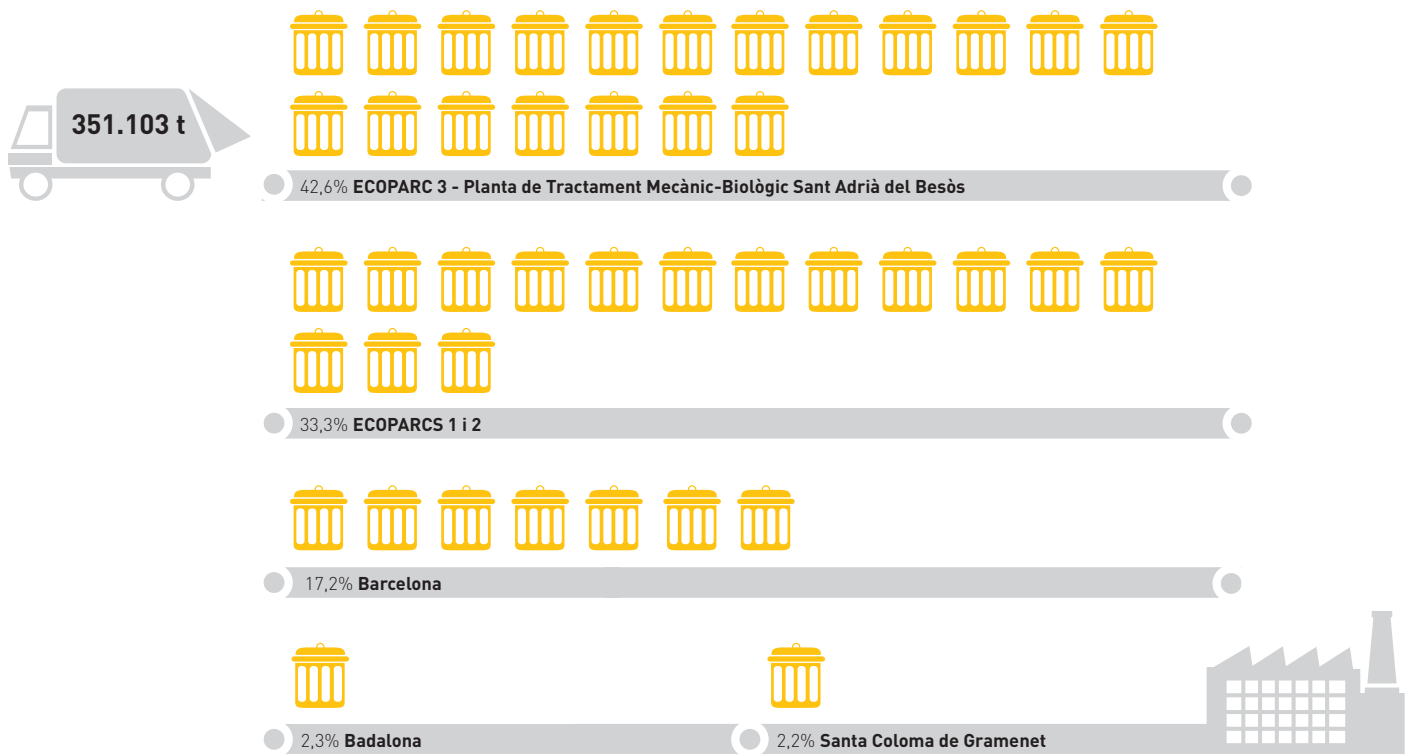 351.103 t
42,6% ECOPARC 3 - Planta de Tractament Mecànic-Biològic Sant Adrià del Besòs
33,3% ECOPARCS 1 i 2
17,2% Barcelona
2,3% Badalona
2,2% Santa Coloma de Gramenet